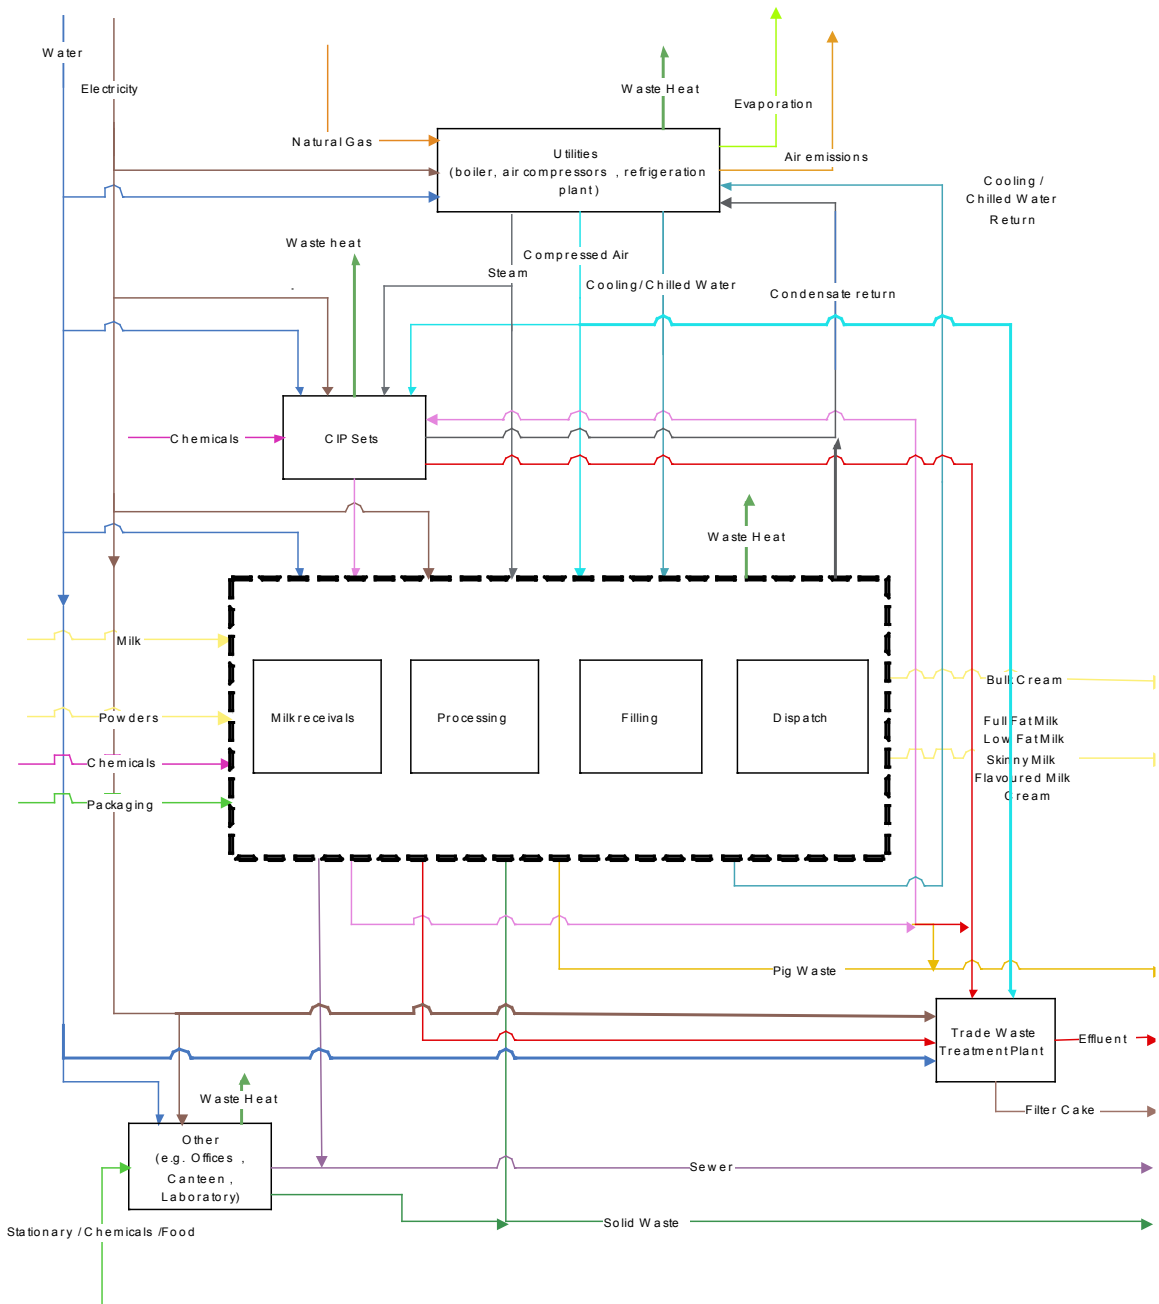 Water
Electricity
Waste Heat
Evaporation
Natural Gas
Utilities
(boiler, air compressors , refrigeration
plant)
Air emissions
Cooling /
Chilled Water
Return
Waste heat
Compressed Air
Steam
Cooling/Chilled Water
Condensate return
Chemicals
CIP Sets
Waste Heat
Milk
Bulk Cream
Powders
Milk receivals
Processing
Filling
Dispatch
Full Fat Milk
Low Fat Milk
Skinny Milk
Flavoured Milk
Cream
Chemicals
Packaging
Pig Waste
Trade Waste
Treatment Plant
Effluent
Waste Heat
Filter Cake
Other
(e.g. Offices ,
Canteen ,
Laboratory)
Sewer
Solid Waste
Stationary /Chemicals /Food